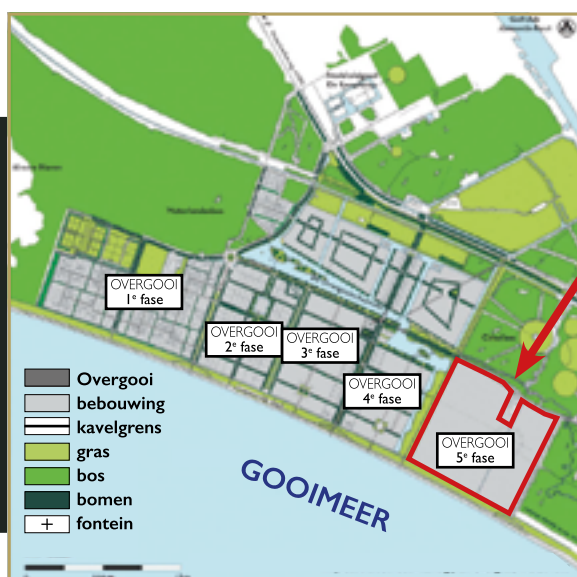 OVERGOOI
1e fase
OVERGOOI
2e fase
OVERGOOI
3e fase
OVERGOOI
4e fase
OVERGOOI
5e fase
Overgooi
bebouwing
kavelgrens
gras
bos
bomen
fontein
GOOIMEER